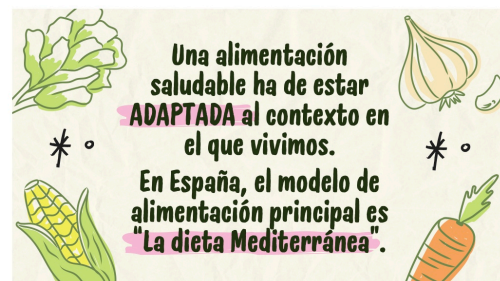 Una alimentación
saludable ha de estar
ADAPTADA al contexto en
el que vivimos.
En España, el modelo de
alimentación principal es
"La dieta Mediterránea".